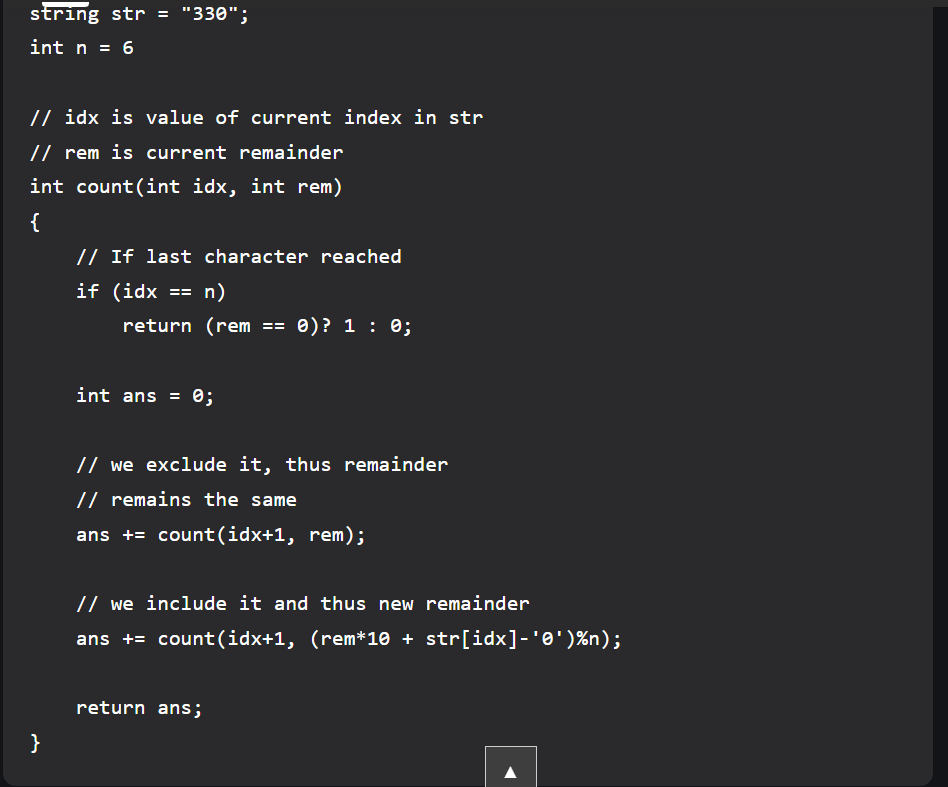 string str = "330";
int n = 6
// idx is value of current index in str
// rem is current remainder
int count(int idx, int rem)
{
// If last character reached
if (idx == n)
return (rem == 0)? 1 : 0;
int ans = 0;
// we exclude it, thus remainder
// remains the same
ans += count(idx+1, rem);
// we include it and thus new remainder
ans += count(idx+1, (rem*10 + str[idx]-'0')%n);
return ans;
}